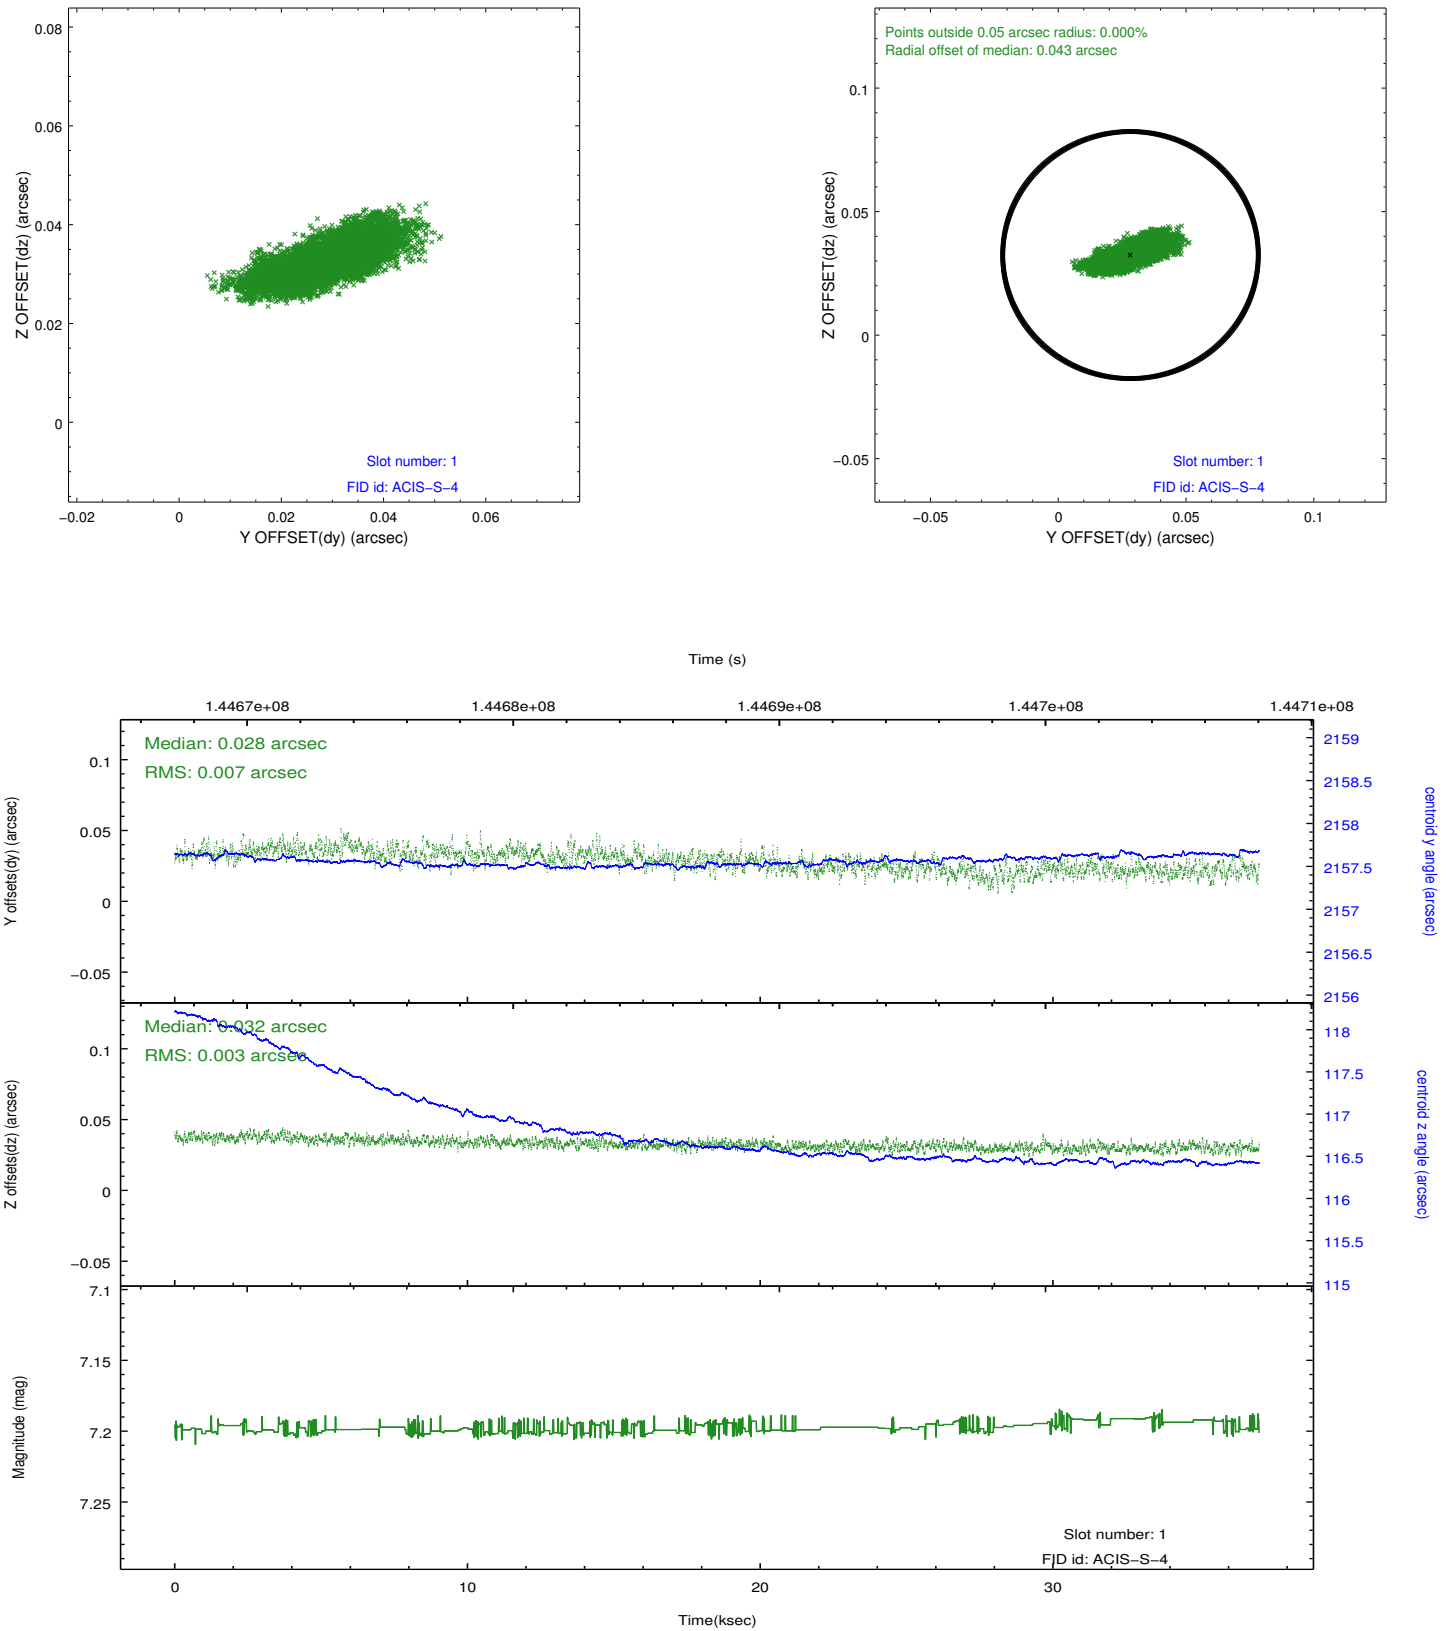 0.08
0.06
0.04
0.02
0
Z OFFSET(dz) (arcsec)
Slot number: 1
FID id: ACIS−S−4
−0.02 0 0.02 0.04 0.06
Y OFFSET(dy) (arcsec)
Points outside 0.05 arcsec radius: 0.000%
Radial offset of median: 0.043 arcsec
0.1
0.05
0
−0.05
Z OFFSET(dz) (arcsec)
Slot number: 1
FID id: ACIS−S−4
−0.05 0 0.05 0.1
Y OFFSET(dy) (arcsec)
Time (s)
1.4467e+08 1.4468e+08 1.4469e+08 1.447e+08 1.4471e+08
Median: 0.028 arcsec
RMS: 0.007 arcsec
0.1
0.05
0
−0.05
Y offsets(dy) (arcsec)
2159
2158.5
2158
2157.5
2157
2156.5
2156
centroid y angle (arcsec)
Median: 0.032 arcsec
RMS: 0.003 arcsec
0.1
0.05
0
−0.05
Z offsets(dz) (arcsec)
118
117.5
117
116.5
116
115.5
115
centroid z angle (arcsec)
7.1
7.15
7.2
7.25
Magnitude (mag)
Slot number: 1
FID id: ACIS−S−4
0 10 20 30
Time(ksec)